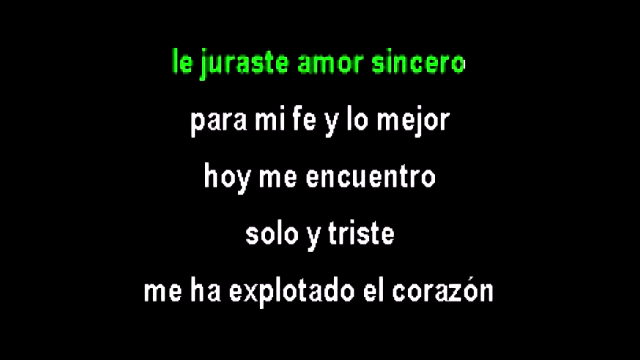 le juraste amor sincero
para mi fe y lo mejor
hoy me encuentro
solo y triste
me ha explotado el corazón